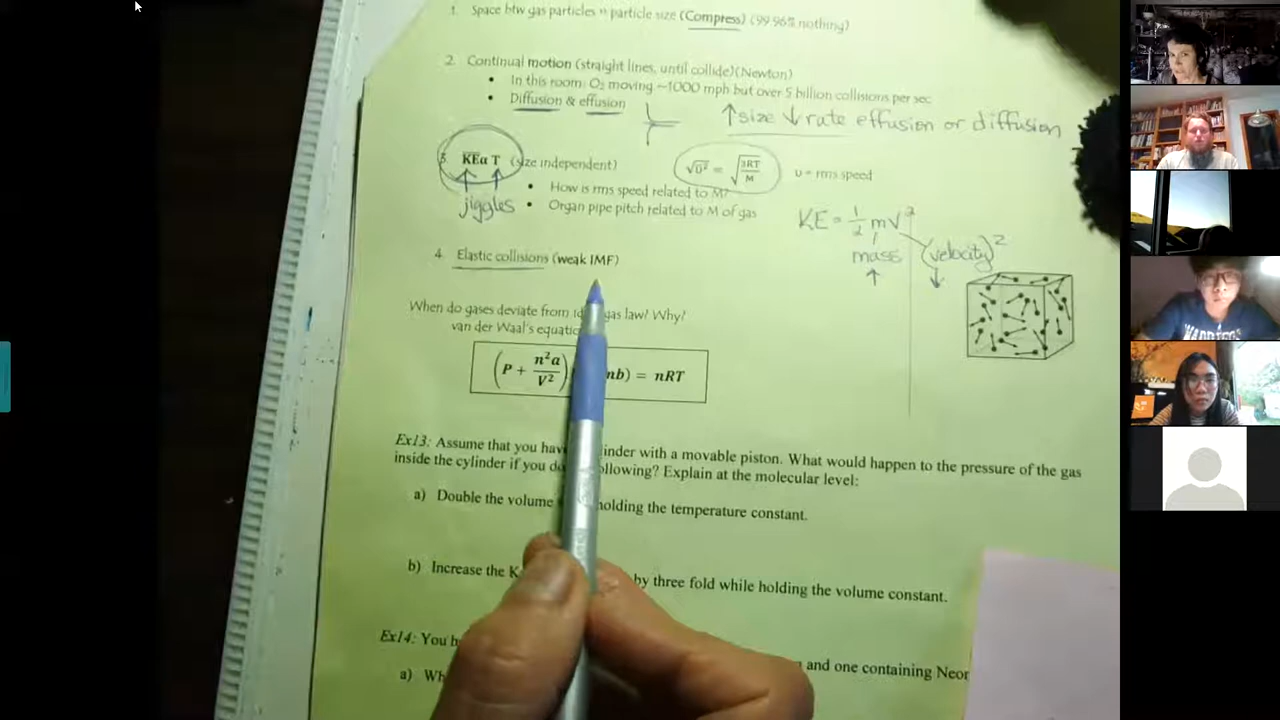 1. Space btw gas particles » particle size (Compress) (99.96% nothing)
2. Continual motion (straight lines, until collide)(Newton)
• In this room: O₂ moving ~1000 mph but over 5 billion collisions per sec
• Diffusion & effusion
↑size ↓rate effusion or diffusion
3. KEα T (size independent)
√υ² = √3RT/M
υ = rms speed
• How is rms speed related to M?
jiggles
• Organ pipe pitch related to M of gas
KE = 1/2 mv²
mass ↑
(velocity)² ↓
4. Elastic collisions (weak IMF)
When do gases deviate from gas law? Why?
van der Waal's
(P + n²a/V²) nb) = nRT
Ex13: Assume that you have inder with a movable piston. What would happen to the pressure of the gas
inside the cylinder if you do ollowing? Explain at the molecular level:
a) Double the volume holding the temperature constant.
b) Increase the K by three fold while holding the volume constant.
Ex14: You h and one containing Neon
a) Wh
WARRIORS